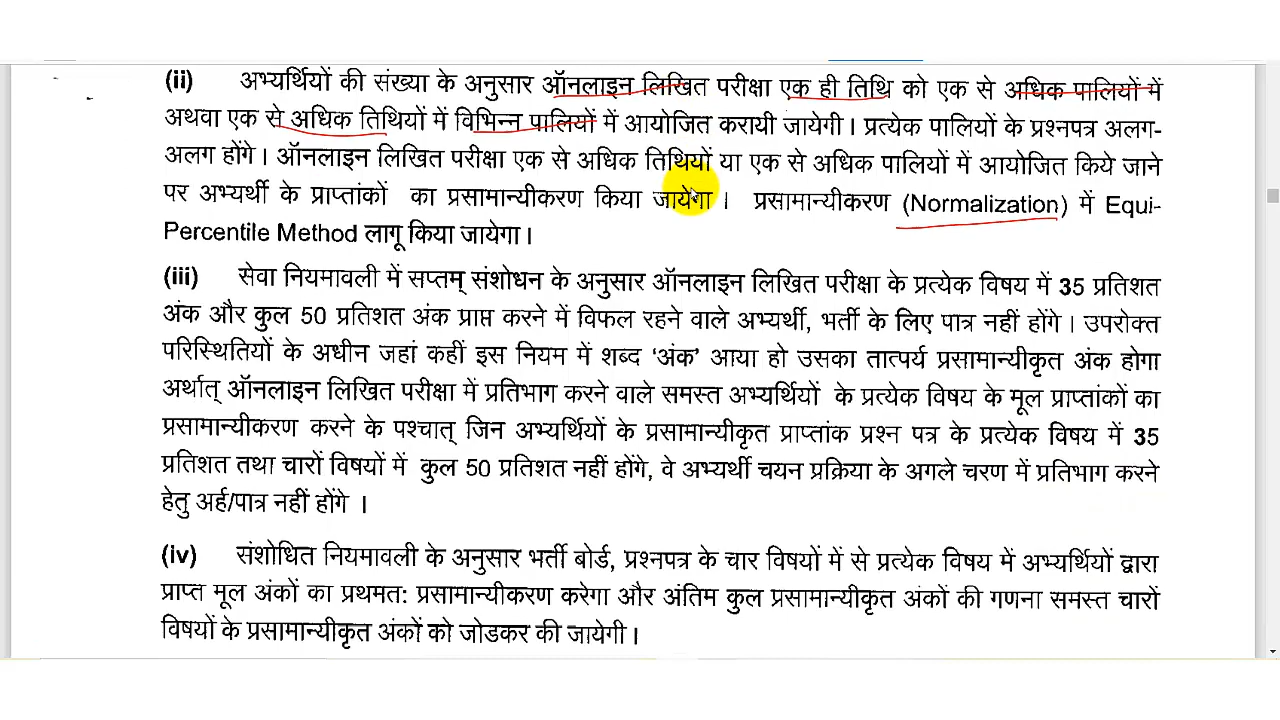 (ii) अभ्यर्थियों की संख्या के अनुसार ऑनलाइन लिखित परीक्षा एक ही तिथि को एक से अधिक पालियों में
अथवा एक से अधिक तिथियों में विभिन्न पालियों में आयोजित करायी जायेगी। प्रत्येक पालियों के प्रश्नपत्र अलग-
अलग होंगे। ऑनलाइन लिखित परीक्षा एक से अधिक तिथियों या एक से अधिक पालियों में आयोजित किये जाने
पर अभ्यर्थी के प्राप्तांकों का प्रसामान्यीकरण किया जायेगा। प्रसामान्यीकरण (Normalization) में Equi-
Percentile Method लागू किया जायेगा।
(iii) सेवा नियमावली में सप्तम् संशोधन के अनुसार ऑनलाइन लिखित परीक्षा के प्रत्येक विषय में 35 प्रतिशत
अंक और कुल 50 प्रतिशत अंक प्राप्त करने में विफल रहने वाले अभ्यर्थी, भर्ती के लिए पात्र नहीं होंगे। उपरोक्त
परिस्थितियों के अधीन जहां कहीं इस नियम में शब्द ‘अंक’ आया हो उसका तात्पर्य प्रसामान्यीकृत अंक होगा
अर्थात् ऑनलाइन लिखित परीक्षा में प्रतिभाग करने वाले समस्त अभ्यर्थियों के प्रत्येक विषय के मूल प्राप्तांकों का
प्रसामान्यीकरण करने के पश्चात् जिन अभ्यर्थियों के प्रसामान्यीकृत प्राप्तांक प्रश्न पत्र के प्रत्येक विषय में 35
प्रतिशत तथा चारों विषयों में कुल 50 प्रतिशत नहीं होंगे, वे अभ्यर्थी चयन प्रक्रिया के अगले चरण में प्रतिभाग करने
हेतु अर्ह/पात्र नहीं होंगे ।
(iv) संशोधित नियमावली के अनुसार भर्ती बोर्ड, प्रश्नपत्र के चार विषयों में से प्रत्येक विषय में अभ्यर्थियों द्वारा
प्राप्त मूल अंकों का प्रथमत: प्रसामान्यीकरण करेगा और अंतिम कुल प्रसामान्यीकृत अंकों की गणना समस्त चारों
विषयों के प्रसामान्यीकृत अंकों को जोडकर की जायेगी।